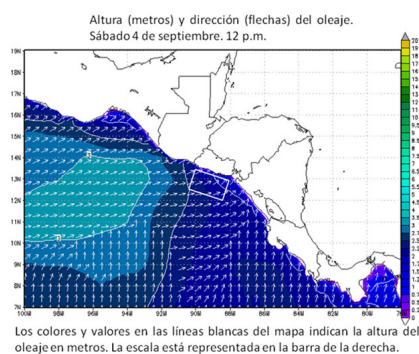 Altura (metros) y dirección (flechas) del oleaje.
Sábado 4 de septiembre. 12 p.m.
19N
18N
17N
16N
15N
14N
13N
12N
11N
10N
9N
8N
7N
100W 98W 96W 94W 92W 90W 88W 86W 84W 82W 80W
Los colores y valores en las líneas blancas del mapa indican la altura del
oleaje en metros. La escala está representada en la barra de la derecha.